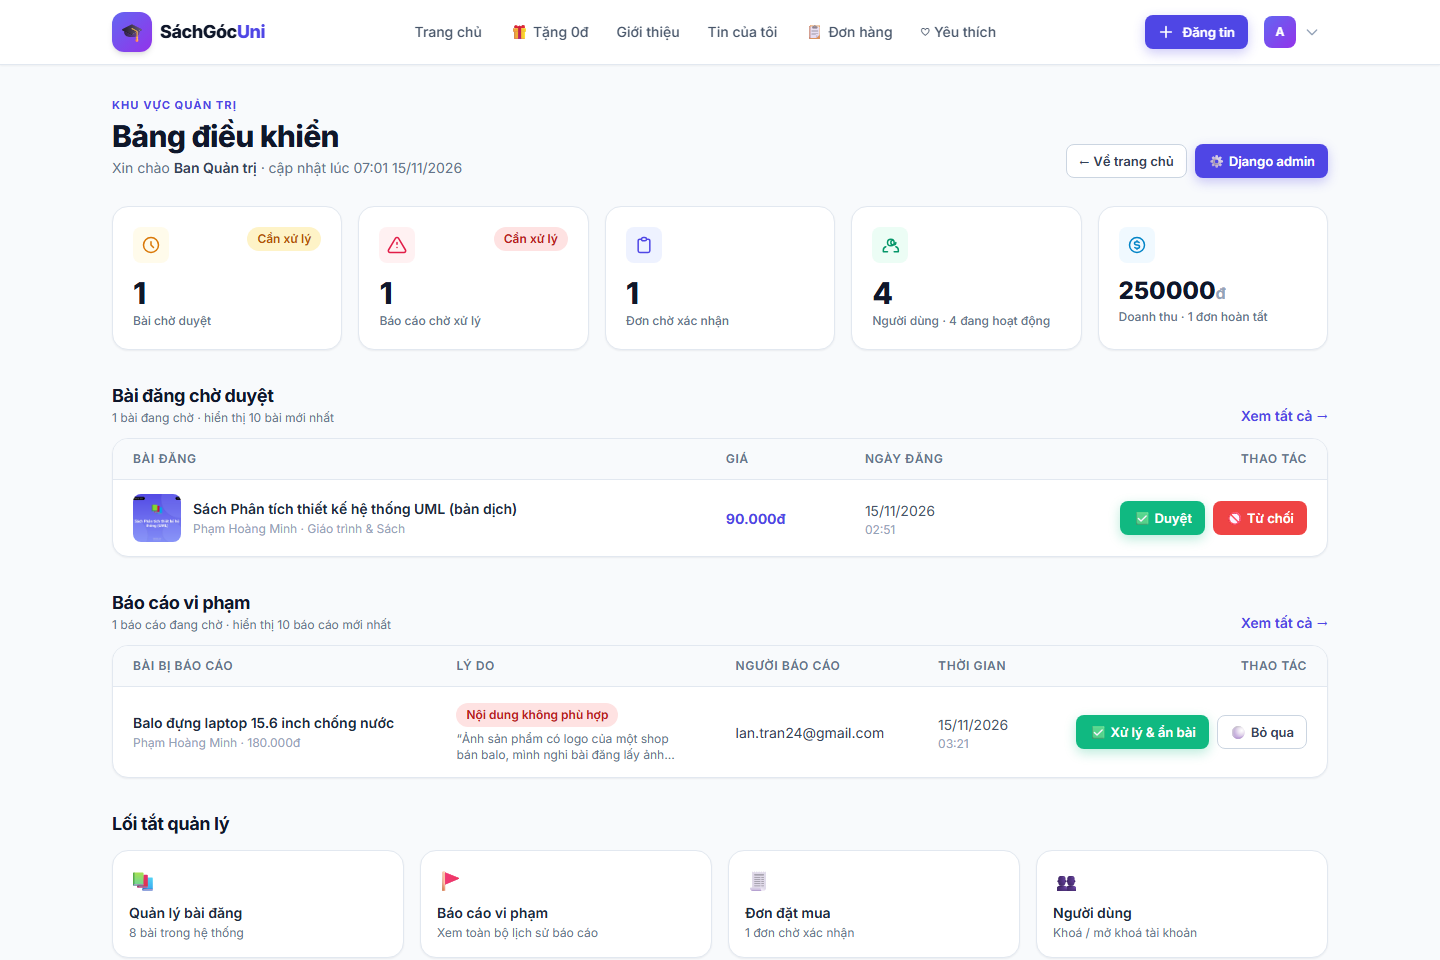 SáchGócUni
Trang chủ
Tặng 0đ
Giới thiệu
Tin của tôi
Đơn hàng
♡ Yêu thích
+ Đăng tin
A
KHU VỰC QUẢN TRỊ
Bảng điều khiển
Xin chào Ban Quản trị · cập nhật lúc 07:01 15/11/2026
← Về trang chủ
Django admin
Cần xử lý
1
Bài chờ duyệt
Cần xử lý
1
Báo cáo chờ xử lý
1
Đơn chờ xác nhận
4
Người dùng · 4 đang hoạt động
250000đ
Doanh thu · 1 đơn hoàn tất
Bài đăng chờ duyệt
1 bài đang chờ · hiển thị 10 bài mới nhất
Xem tất cả →
BÀI ĐĂNG
GIÁ
NGÀY ĐĂNG
THAO TÁC
Sách Phân tích thiết kế hệ thống UML (bản dịch)
Phạm Hoàng Minh · Giáo trình & Sách
90.000đ
15/11/2026
02:51
Duyệt
Từ chối
Báo cáo vi phạm
1 báo cáo đang chờ · hiển thị 10 báo cáo mới nhất
Xem tất cả →
BÀI BỊ BÁO CÁO
LÝ DO
NGƯỜI BÁO CÁO
THỜI GIAN
THAO TÁC
Balo đựng laptop 15.6 inch chống nước
Phạm Hoàng Minh · 180.000đ
Nội dung không phù hợp
“Ảnh sản phẩm có logo của một shop
bán balo, mình nghi bài đăng lấy ảnh...
lan.tran24@gmail.com
15/11/2026
03:21
Xử lý & ẩn bài
Bỏ qua
Lối tắt quản lý
Quản lý bài đăng
8 bài trong hệ thống
Báo cáo vi phạm
Xem toàn bộ lịch sử báo cáo
Đơn đặt mua
1 đơn chờ xác nhận
Người dùng
Khoá / mở khoá tài khoản